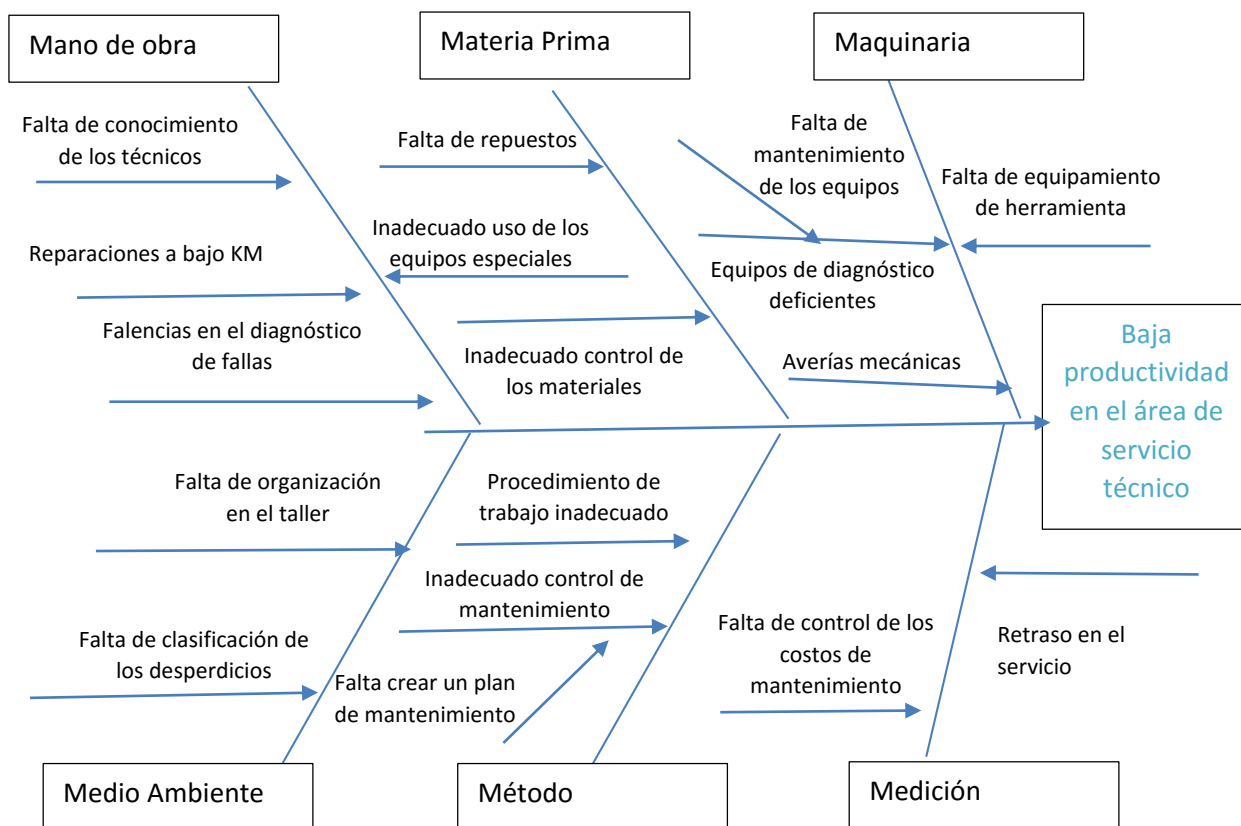 Mano de obra
Materia Prima
Maquinaria
Falta de conocimiento
de los técnicos
Falta de repuestos
Falta de
mantenimiento
de los equipos
Falta de equipamiento
de herramienta
Reparaciones a bajo KM
Inadecuado uso de los
equipos especiales
Equipos de diagnóstico
deficientes
Falencias en el diagnóstico
de fallas
Inadecuado control de
los materiales
Averías mecánicas
Baja
productividad
en el área de
servicio
técnico
Falta de organización
en el taller
Procedimiento de
trabajo inadecuado
Inadecuado control de
mantenimiento
Falta de clasificación de
los desperdicios
Falta crear un plan
de mantenimiento
Falta de control de los
costos de
mantenimiento
Retraso en el
servicio
Medio Ambiente
Método
Medición